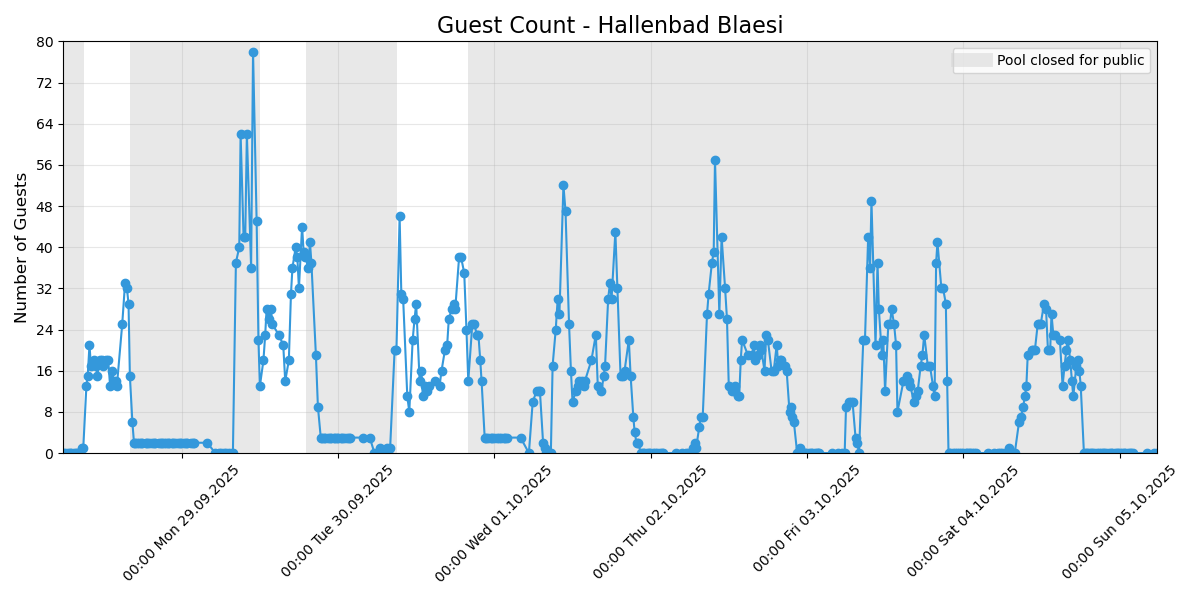 Guest Count - Hallenbad Blaesi
Pool closed for public
Number of Guests
80
72
64
56
48
40
32
24
16
8
0
00:00 Mon 29.09.2025
00:00 Tue 30.09.2025
00:00 Wed 01.10.2025
00:00 Thu 02.10.2025
00:00 Fri 03.10.2025
00:00 Sat 04.10.2025
00:00 Sun 05.10.2025